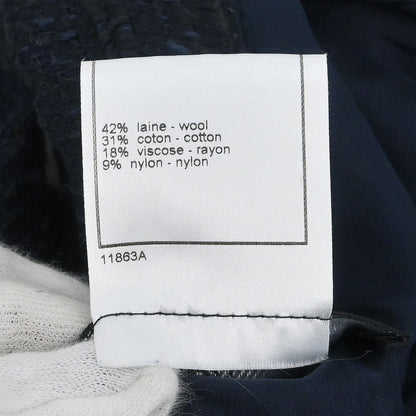 42% laine - wool
31% coton - cotton
18% viscose - rayon
9% nylon - nylon
11863A